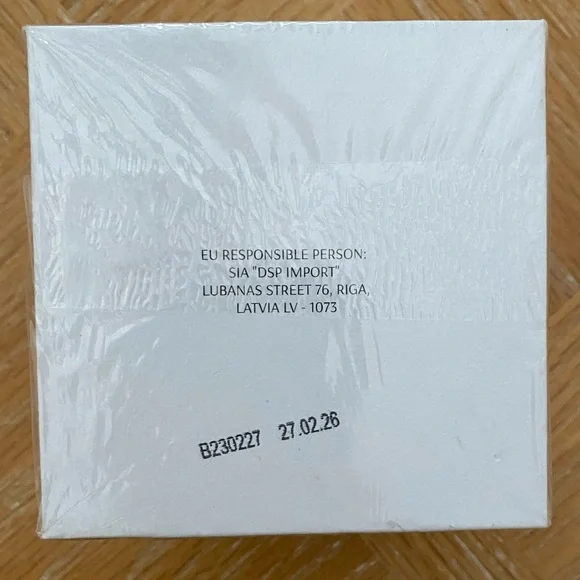 EU RESPONSIBLE PERSON:
SIA "DSP IMPORT"
LUBANAS STREET 76, RIGA,
LATVIA LV - 1073
B230227 27.02.26